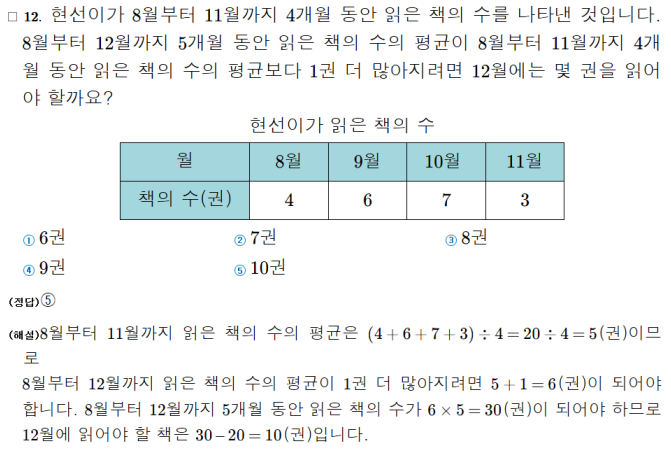 □ 12. 현선이가 8월부터 11월까지 4개월 동안 읽은 책의 수를 나타낸 것입니다.
8월부터 12월까지 5개월 동안 읽은 책의 수의 평균이 8월부터 11월까지 4개
월 동안 읽은 책의 수의 평균보다 1권 더 많아지려면 12월에는 몇 권을 읽어
야 할까요?
현선이가 읽은 책의 수
월 8월 9월 10월 11월
책의 수(권) 4 6 7 3
① 6권 ② 7권 ③ 8권
④ 9권 ⑤ 10권
(정답)⑤
(해설)8월부터 11월까지 읽은 책의 수의 평균은 (4+6+7+3)÷4=20÷4=5(권)이므
로
8월부터 12월까지 읽은 책의 수의 평균이 1권 더 많아지려면 5+1=6(권)이 되어야
합니다. 8월부터 12월까지 5개월 동안 읽은 책의 수가 6×5=30(권)이 되어야 하므로
12월에 읽어야 할 책은 30-20=10(권)입니다.